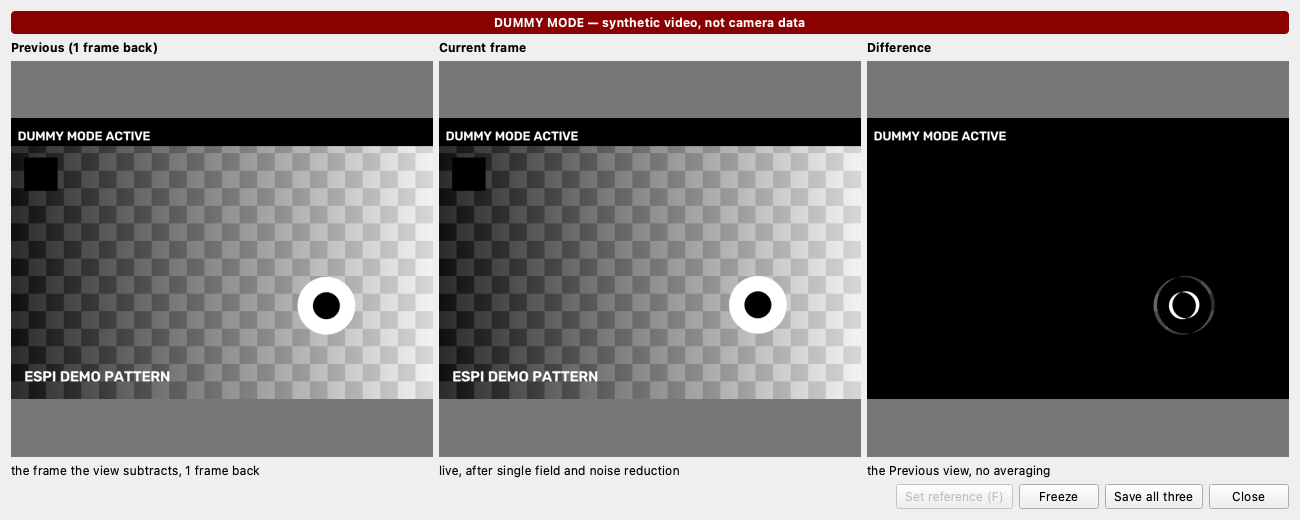 DUMMY MODE — synthetic video, not camera data
Previous (1 frame back)
Current frame
Difference
DUMMY MODE ACTIVE
DUMMY MODE ACTIVE
DUMMY MODE ACTIVE
ESPI DEMO PATTERN
ESPI DEMO PATTERN
the frame the view subtracts, 1 frame back
live, after single field and noise reduction
the Previous view, no averaging
Set reference (F)
Freeze
Save all three
Close